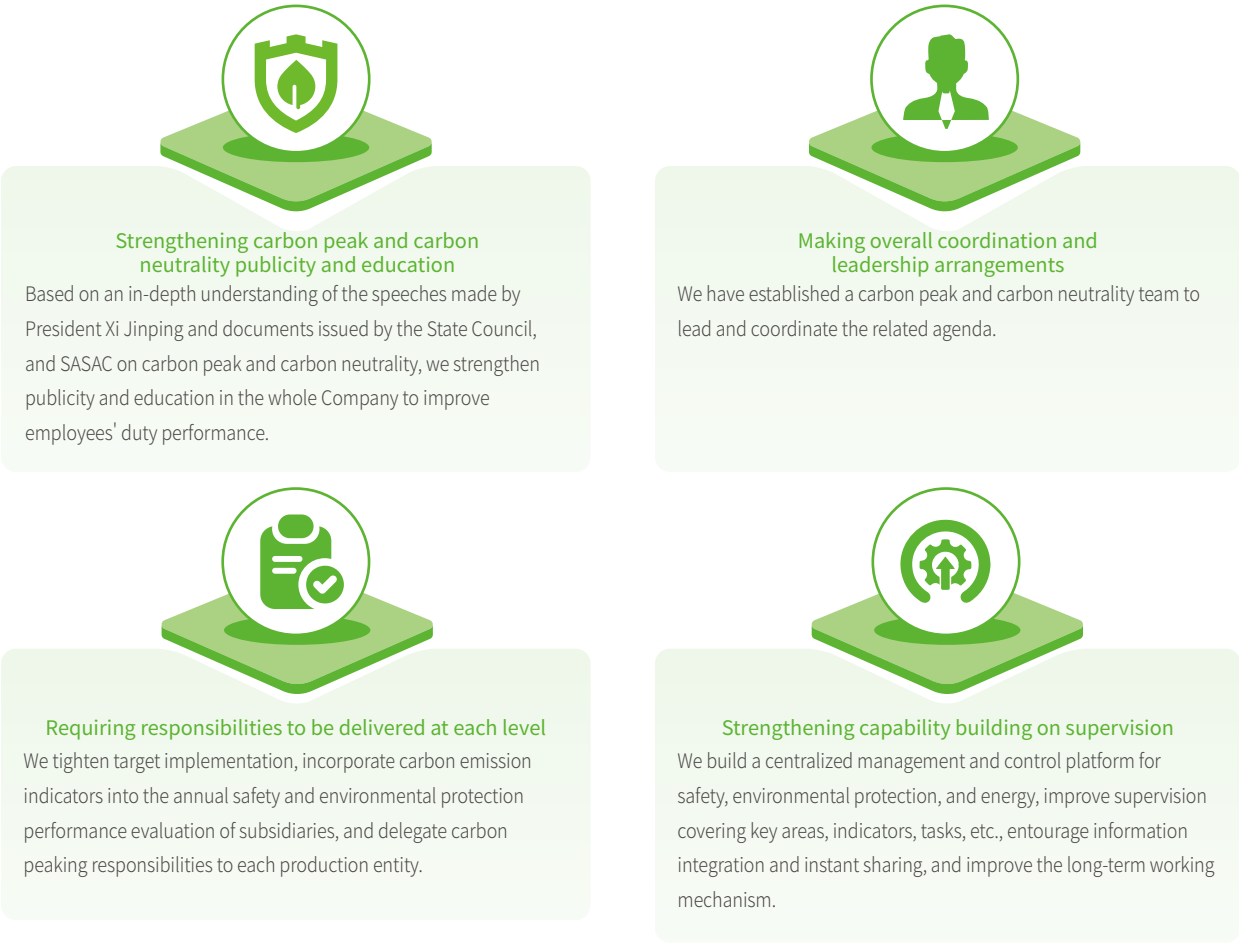 Strengthening carbon peak and carbon
neutrality publicity and education
Based on an in-depth understanding of the speeches made by
President Xi Jinping and documents issued by the State Council,
and SASAC on carbon peak and carbon neutrality, we strengthen
publicity and education in the whole Company to improve
employees' duty performance.
Making overall coordination and
leadership arrangements
We have established a carbon peak and carbon neutrality team to
lead and coordinate the related agenda.
Requiring responsibilities to be delivered at each level
We tighten target implementation, incorporate carbon emission
indicators into the annual safety and environmental protection
performance evaluation of subsidiaries, and delegate carbon
peaking responsibilities to each production entity.
Strengthening capability building on supervision
We build a centralized management and control platform for
safety, environmental protection, and energy, improve supervision
covering key areas, indicators, tasks, etc., entourage information
integration and instant sharing, and improve the long-term working
mechanism.